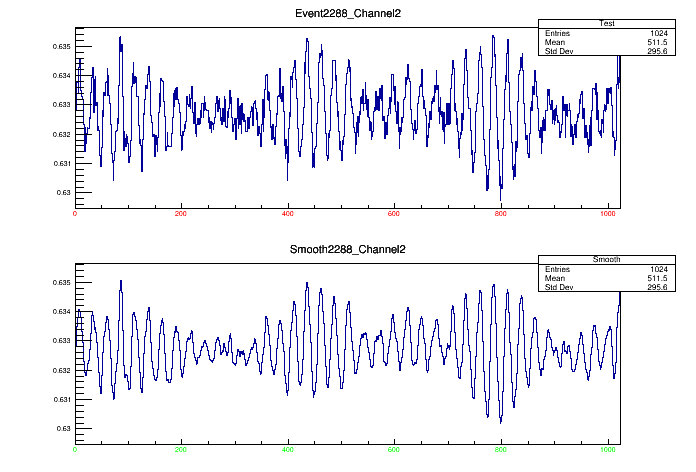 Event2288_Channel2
Test
Entries 1024
Mean 511.5
Std Dev 295.6
0.635
0.634
0.633
0.632
0.631
0.63
0 200 400 600 800 1000
Smooth2288_Channel2
Smooth
Entries 1024
Mean 511.5
Std Dev 295.6
0.635
0.634
0.633
0.632
0.631
0.63
0 200 400 600 800 1000